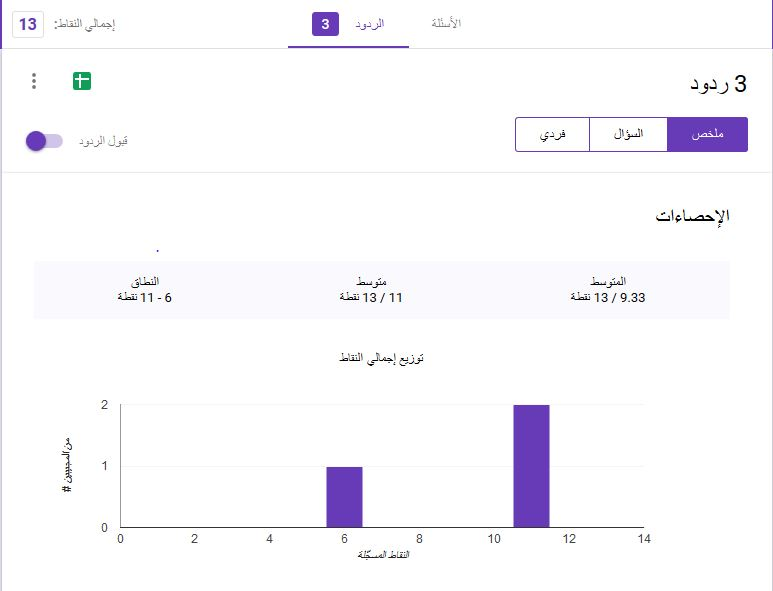 الأسئلة
الردود 3
إجمالي النقاط: 13
3 ردود
قبول الردود
ملخص
السؤال
فردي
الإحصاءات
المتوسط
9.33 / 13 نقطة
متوسط
11 / 13 نقطة
النطاق
6 - 11 نقطة
توزيع إجمالي النقاط
# من المجيبين
2
1
0
0 2 4 6 8 10 12 14
النقاط المسجّلة